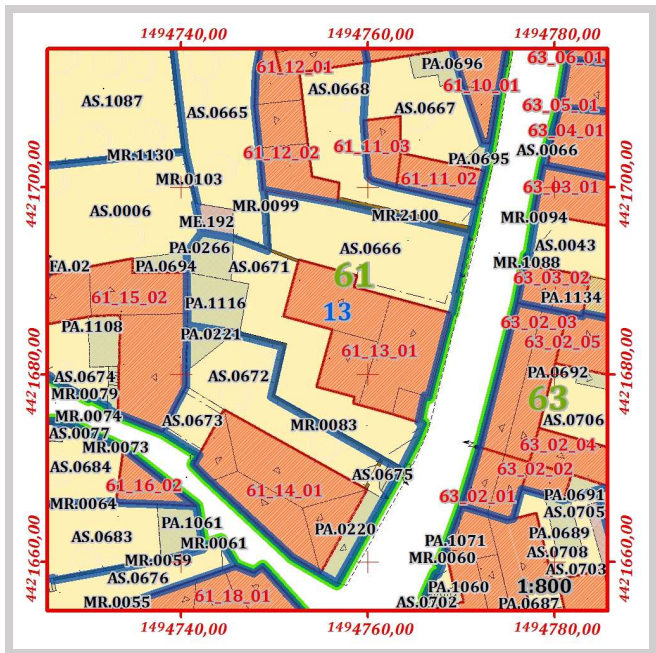 1494740,00 1494760,00 1494780,00
63_06_01
61_12_01 PA.0696
AS.0668 61_10_01
AS.1087 AS.0665 AS.0667 63_05_01
63_04_01
61_12_02 61_11_03 AS.0066
MR.1130 PA.0695
4421700,00 MR.0103 61_11_02 4421700,00
63_03_01
AS.0006 MR.0099
ME.192 MR.2100 MR.0094
PA.0266 AS.0666 AS.0043
FA.02 PA.0694 AS.0671 MR.1088
61 63_03_02
61_15_02 PA.1116 13 PA.1134
PA.1108 PA.0221 63_02_03
61_13_01 63_02_05
4421680,00 AS.0674 AS.0672 PA.0692 4421680,00
MR.0079
63
MR.0074 AS.0673 MR.0083 AS.0706
AS.0077
MR.0073 63_02_04
AS.0684 AS.0675 63_02_02
61_16_02 61_14_01
MR.0064 63_02_01 PA.0691
AS.0705
PA.1061 PA.0220
AS.0683 MR.0061 PA.1071 PA.0689
4421660,00 MR.0059 MR.0060 AS.0708 4421660,00
AS.0676 AS.0703
PA.1060 1:800
MR.0055 61_18_01 AS.0702 PA.0687
1494740,00 1494760,00 1494780,00